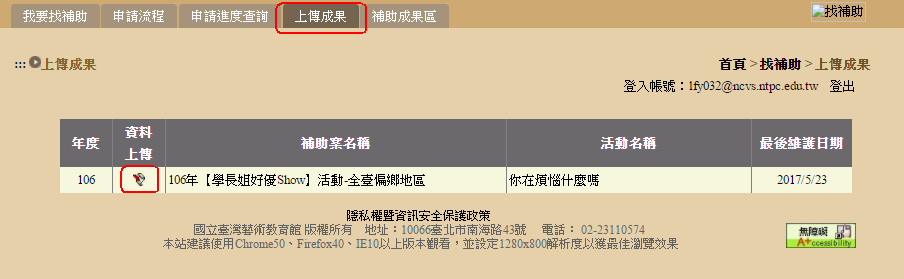 我要找補助 申請流程 申請進度查詢 上傳成果 補助成果區 找補助
::: 上傳成果 首頁 > 找補助 > 上傳成果
登入帳號：lfy032@ncvs.ntpc.edu.tw 登出
年度 資料上傳 補助案名稱 活動名稱 最後維護日期
106 106年【學長姐好優Show】活動-全臺偏鄉地區 你在煩惱什麼嗎 2017/5/23
隱私權暨資訊安全保護政策
國立臺灣藝術教育館 版權所有 地址：10066臺北市南海路43號 電話： 02-23110574
本站建議使用Chrome50、Firefox40、IE10以上版本觀看，並設定1280x800解析度以獲最佳瀏覽效果
無障礙
A+ccessibility